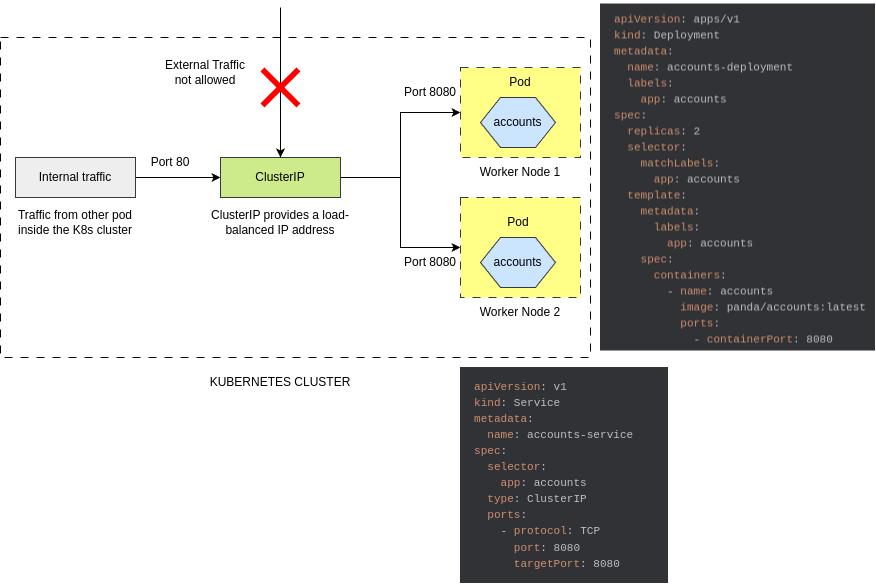 External Traffic
not allowed
Port 80
Internal traffic
Traffic from other pod
inside the K8s cluster
ClusterIP
ClusterIP provides a load-
balanced IP address
Port 8080
Pod
accounts
Worker Node 1
Port 8080
Pod
accounts
Worker Node 2
KUBERNETES CLUSTER
apiVersion: apps/v1
kind: Deployment
metadata:
  name: accounts-deployment
  labels:
    app: accounts
spec:
  replicas: 2
  selector:
    matchLabels:
      app: accounts
  template:
    metadata:
      labels:
        app: accounts
    spec:
      containers:
        - name: accounts
          image: panda/accounts:latest
          ports:
            - containerPort: 8080
apiVersion: v1
kind: Service
metadata:
  name: accounts-service
spec:
  selector:
    app: accounts
  type: ClusterIP
  ports:
    - protocol: TCP
      port: 8080
      targetPort: 8080